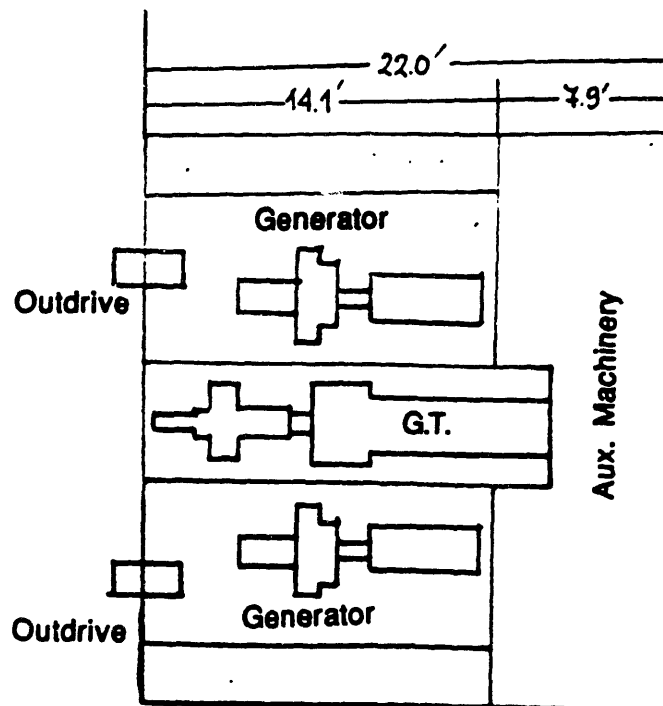 22.0'
14.1'
7.9'
Generator
Outdrive
G.T.
Aux. Machinery
Generator
Outdrive